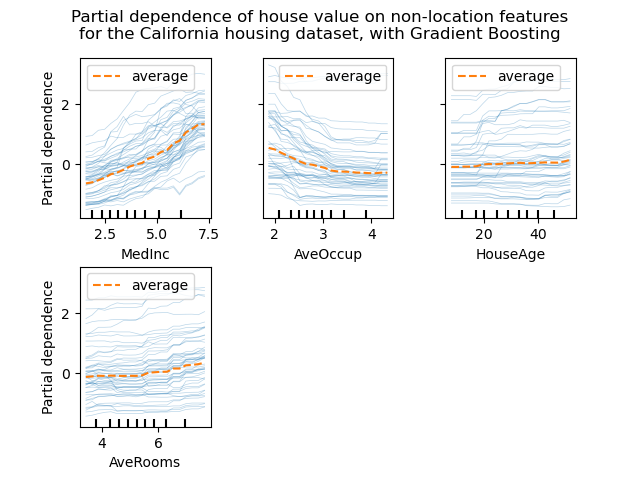 Partial dependence of house value on non-location features
for the California housing dataset, with Gradient Boosting
Partial dependence
2
0
average
2.5 5.0 7.5
MedInc
average
2 3 4
AveOccup
average
20 40
HouseAge
Partial dependence
2
0
average
4 6
AveRooms